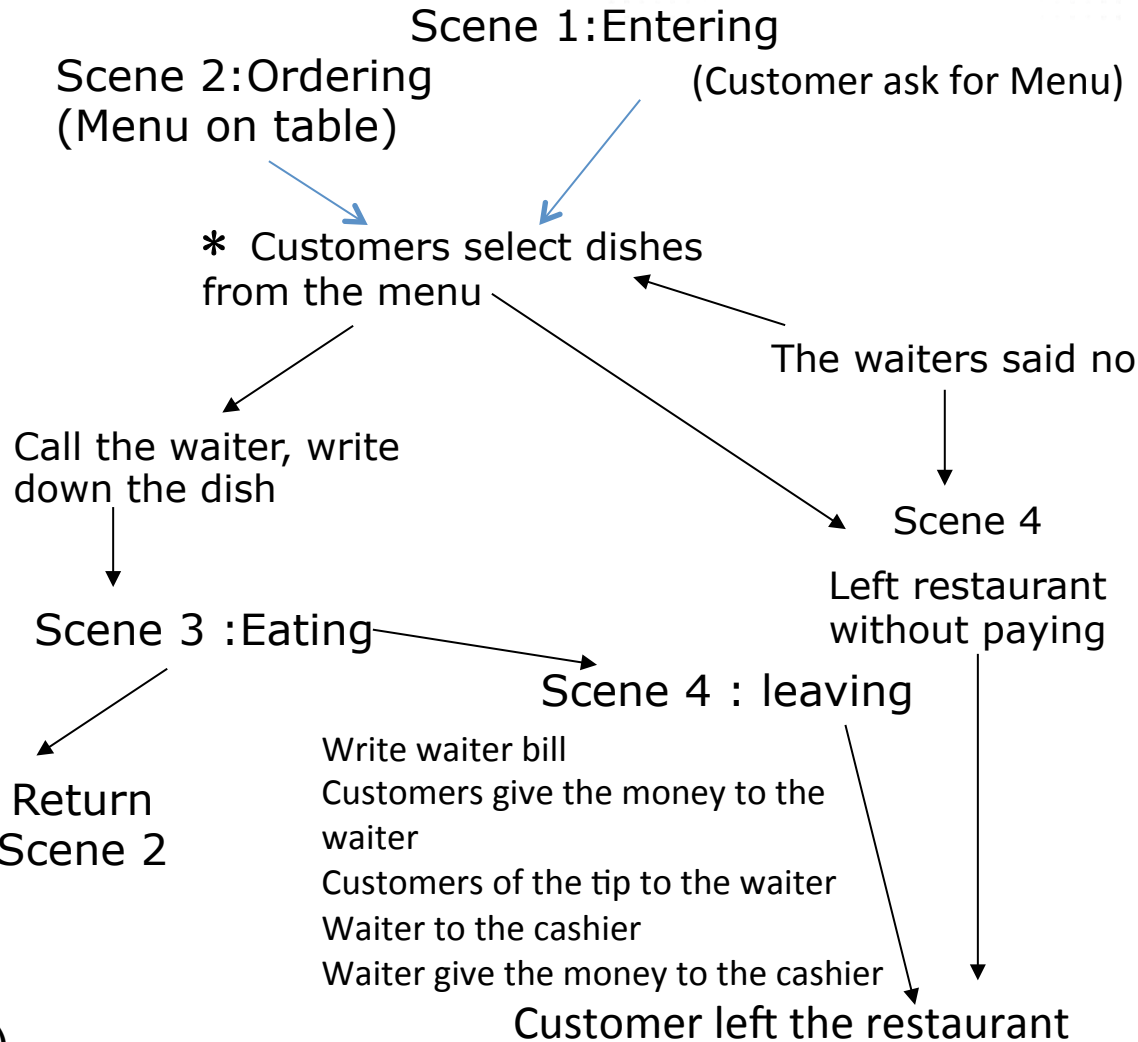 Scene 1:Entering
Scene 2:Ordering
(Menu on table)
(Customer ask for Menu)
* Customers select dishes
from the menu
The waiters said no
Call the waiter, write
down the dish
Scene 4
Left restaurant
without paying
Scene 3 :Eating
Scene 4 : leaving
Return
Scene 2
Write waiter bill
Customers give the money to the
waiter
Customers of the tip to the waiter
Waiter to the cashier
Waiter give the money to the cashier
Customer left the restaurant
)